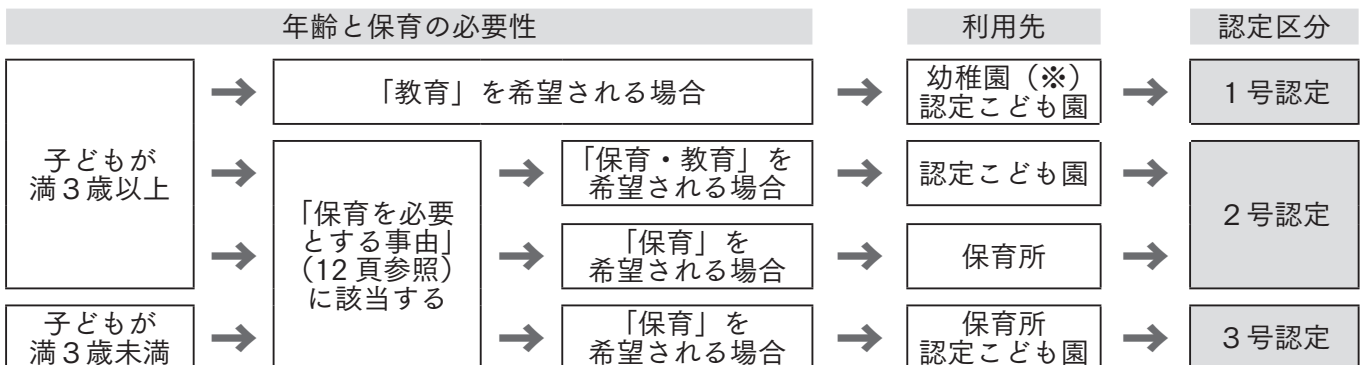 年齢と保育の必要性
利用先
認定区分
子どもが
満3歳以上
「教育」を希望される場合
幼稚園（※）
認定こども園
1号認定
「保育を必要
とする事由」
（12頁参照）
に該当する
「保育・教育」を
希望される場合
認定こども園
2号認定
「保育」を
希望される場合
保育所
子どもが
満3歳未満
「保育」を
希望される場合
保育所
認定こども園
3号認定